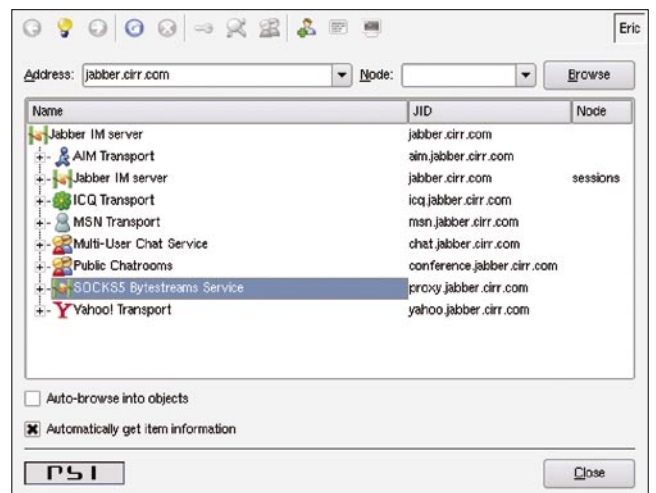 Eric
Address: jabber.cirr.com Node: Browse
Name JID Node
Jabber IM server jabber.cirr.com
AIM Transport aim.jabber.cirr.com
Jabber IM server jabber.cirr.com sessions
ICQ Transport icq.jabber.cirr.com
MSN Transport msn.jabber.cirr.com
Multi-User Chat Service chat.jabber.cirr.com
Public Chatrooms conference.jabber.cirr.com
SOCKS5 Bytestreams Service proxy.jabber.cirr.com
Yahoo! Transport yahoo.jabber.cirr.com
Auto-browse into objects
Automatically get item information
PSI Close